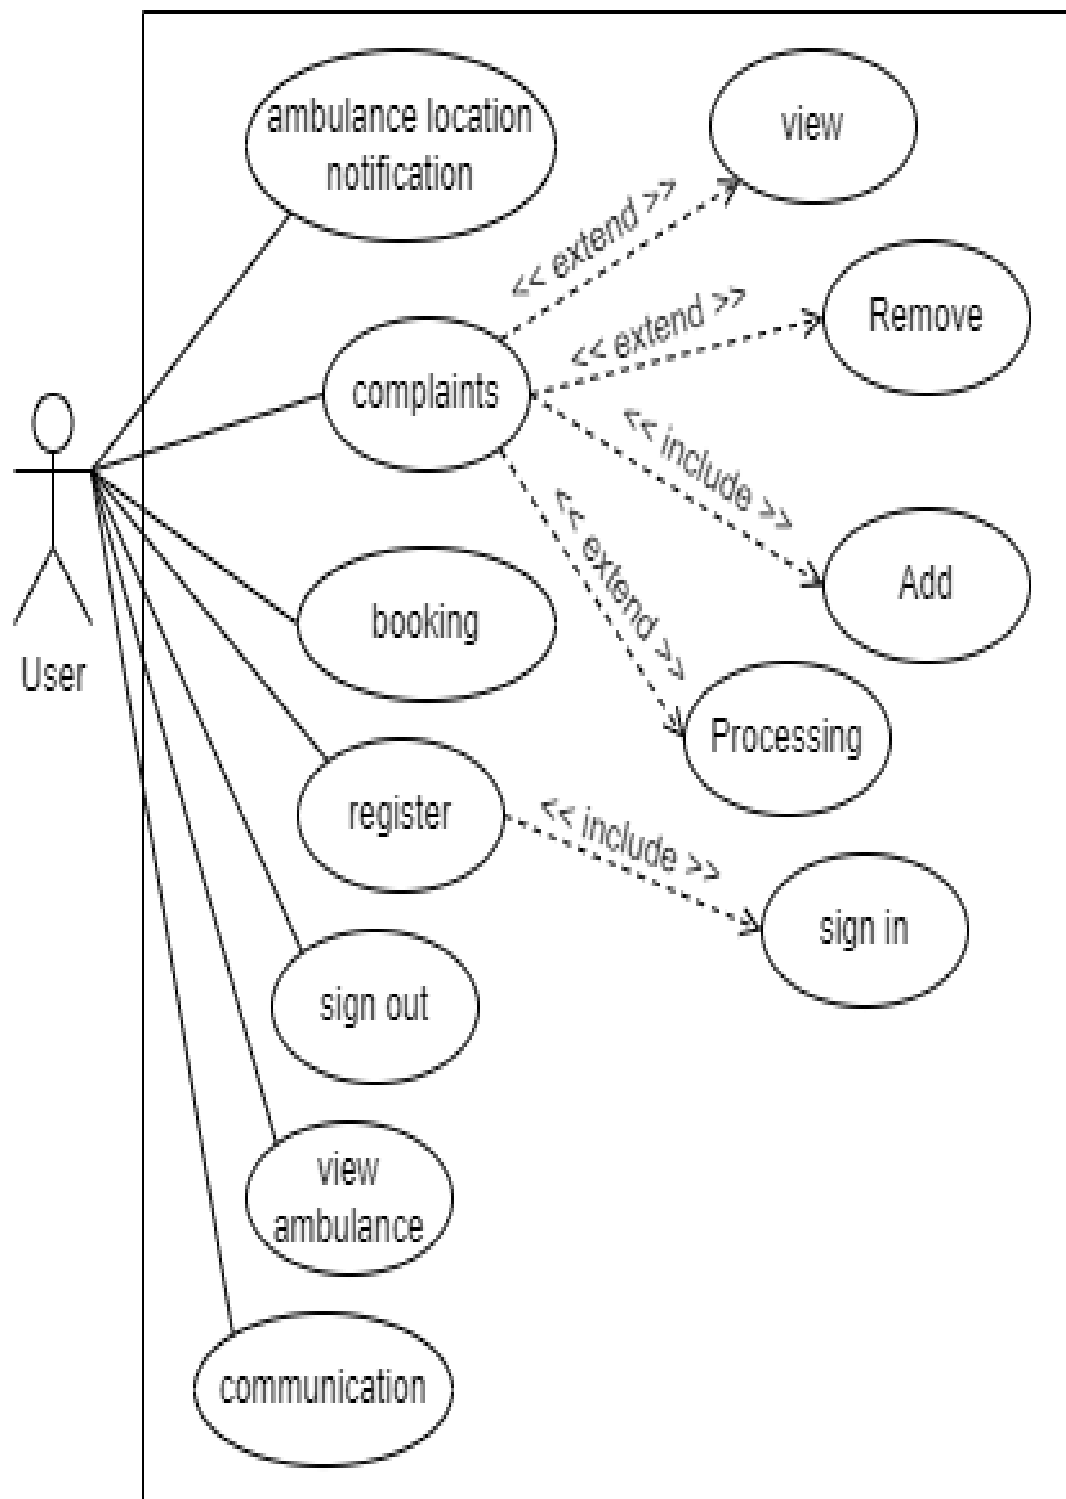 ambulance location
notification
view
<< extend >>
<< extend >>
Remove
complaints
<< include >>
<< extend >>
Add
booking
User
Processing
register
<< include >>
sign in
sign out
view
ambulance
communication